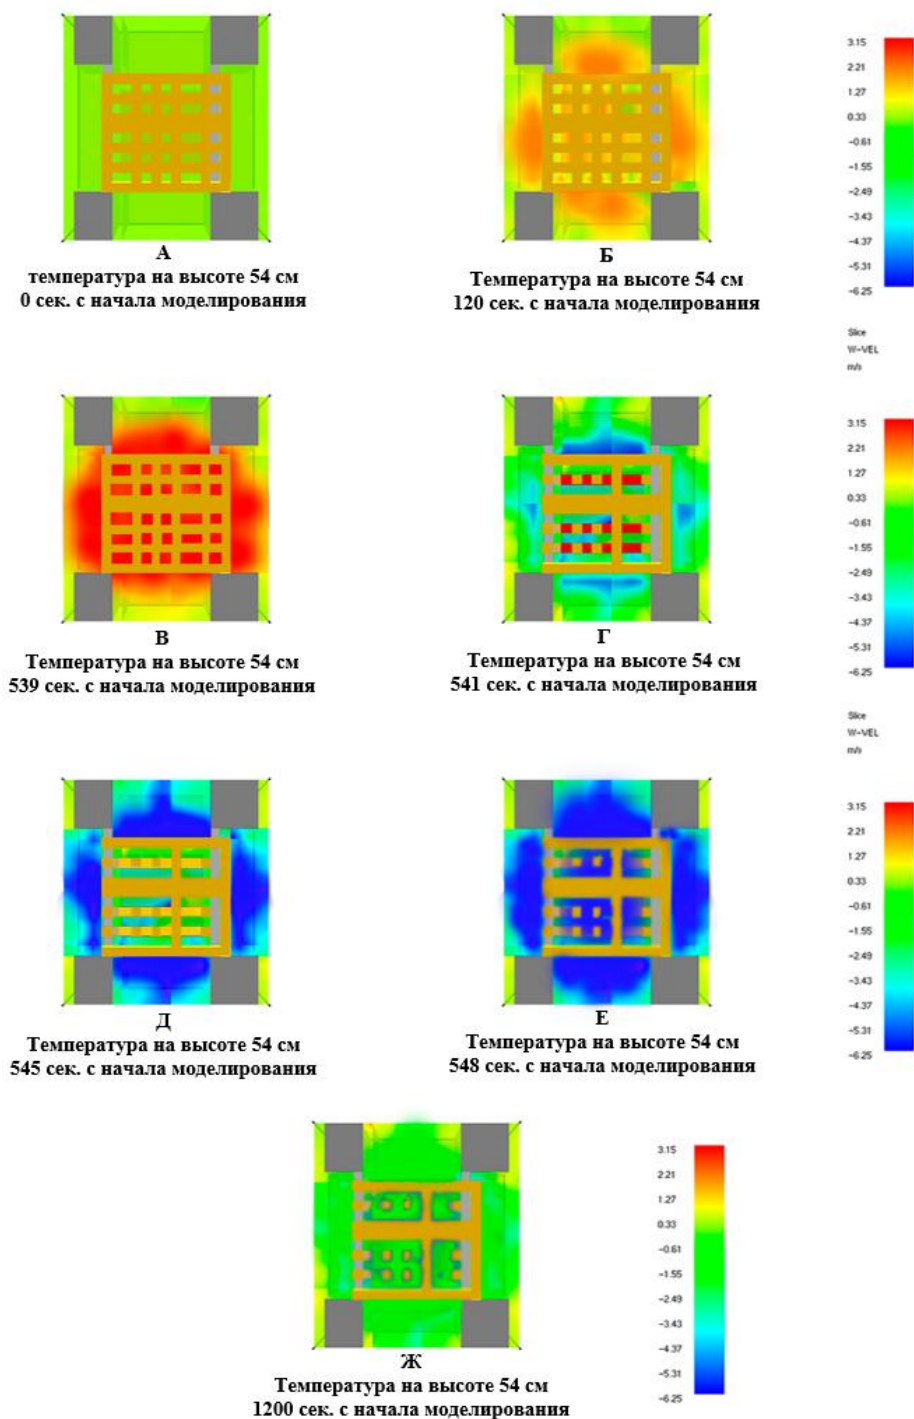 3.15
2.21
1.27
0.33
-0.61
-1.55
-2.49
-3.43
-4.37
-5.31
-6.25
Slice
W-VEL
m/s
А
температура на высоте 54 см
0 сек. с начала моделирования
Б
Температура на высоте 54 см
120 сек. с начала моделирования
3.15
2.21
1.27
0.33
-0.61
-1.55
-2.49
-3.43
-4.37
-5.31
-6.25
Slice
W-VEL
m/s
В
Температура на высоте 54 см
539 сек. с начала моделирования
Г
Температура на высоте 54 см
541 сек. с начала моделирования
3.15
2.21
1.27
0.33
-0.61
-1.55
-2.49
-3.43
-4.37
-5.31
-6.25
Д
Температура на высоте 54 см
545 сек. с начала моделирования
Е
Температура на высоте 54 см
548 сек. с начала моделирования
3.15
2.21
1.27
0.33
-0.61
-1.55
-2.49
-3.43
-4.37
-5.31
-6.25
Ж
Температура на высоте 54 см
1200 сек. с начала моделирования